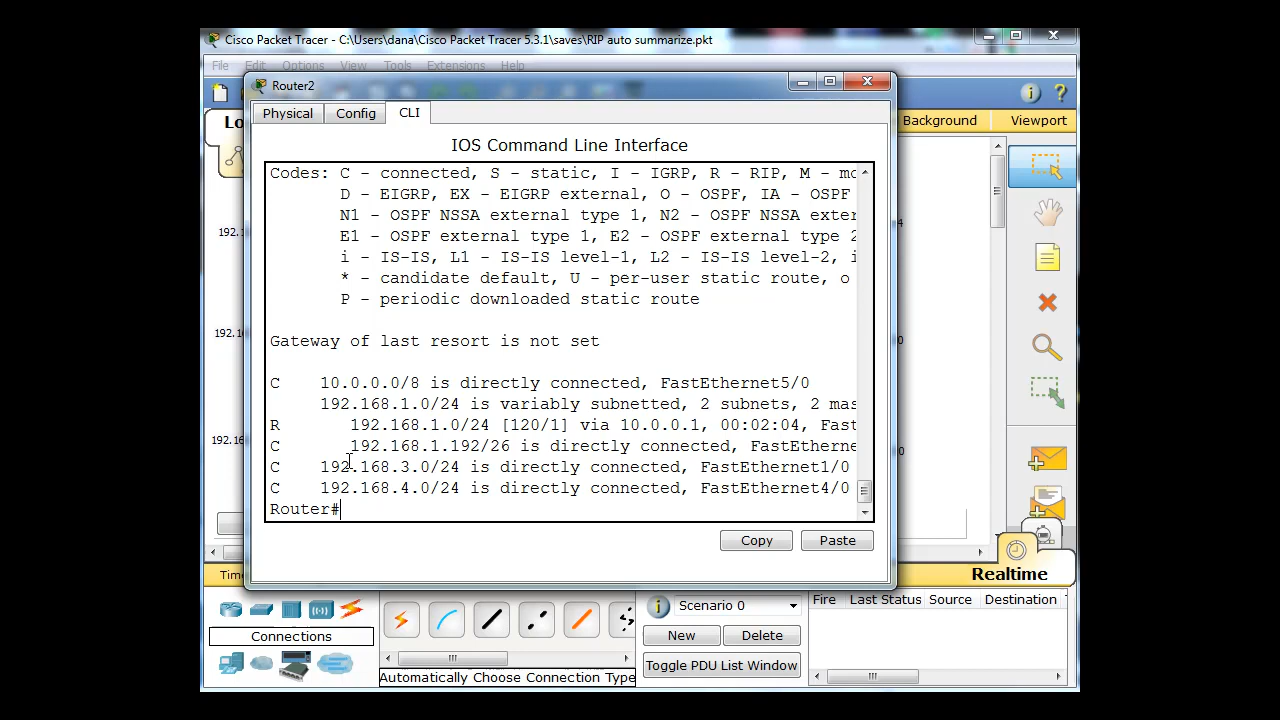 Cisco Packet Tracer - C:\Users\dana\Cisco Packet Tracer 5.3.1\saves\RIP auto summarize.pkt
File Edit Options View Tools Extensions Help
Router2
Physical Config CLI
Background Viewport
IOS Command Line Interface
Codes: C - connected, S - static, I - IGRP, R - RIP, M - mo
D - EIGRP, EX - EIGRP external, O - OSPF, IA - OSPF
N1 - OSPF NSSA external type 1, N2 - OSPF NSSA exter
E1 - OSPF external type 1, E2 - OSPF external type 2
i - IS-IS, L1 - IS-IS level-1, L2 - IS-IS level-2, i
* - candidate default, U - per-user static route, o
P - periodic downloaded static route
Gateway of last resort is not set
C 10.0.0.0/8 is directly connected, FastEthernet5/0
192.168.1.0/24 is variably subnetted, 2 subnets, 2 mas
R 192.168.1.0/24 [120/1] via 10.0.0.1, 00:02:04, Fast
C 192.168.1.192/26 is directly connected, FastEtherne
C 192.168.3.0/24 is directly connected, FastEthernet1/0
C 192.168.4.0/24 is directly connected, FastEthernet4/0
Router#
Copy Paste
Realtime
Connections
Automatically Choose Connection Type
Scenario 0
New Delete
Toggle PDU List Window
Fire Last Status Source Destination